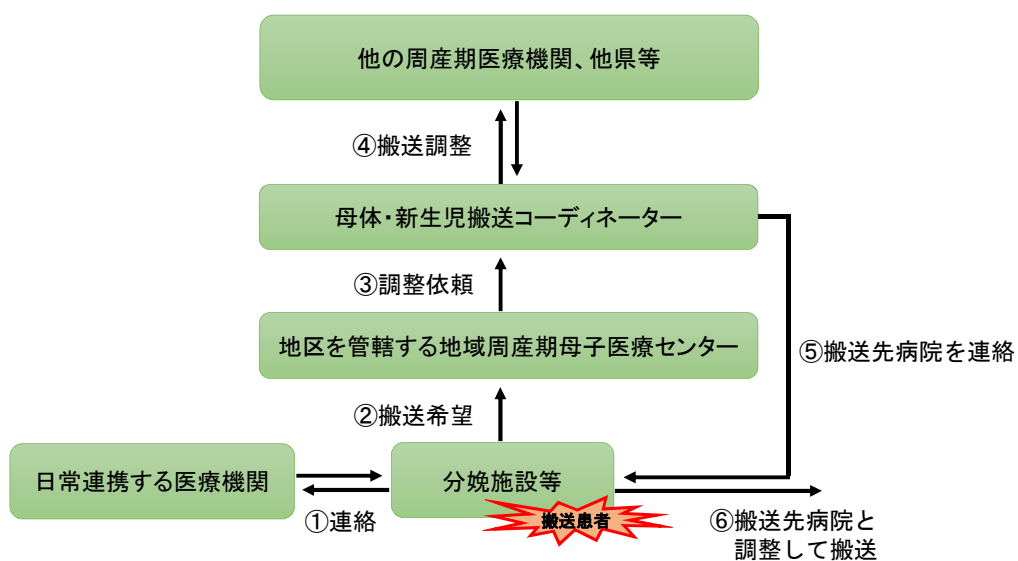 他の周産期医療機関、他県等
④搬送調整
母体・新生児搬送コーディネーター
③調整依頼
地区を管轄する地域周産期母子医療センター
⑤搬送先病院を連絡
②搬送希望
日常連携する医療機関
分娩施設等
搬送患者
①連絡
⑥搬送先病院と
調整して搬送